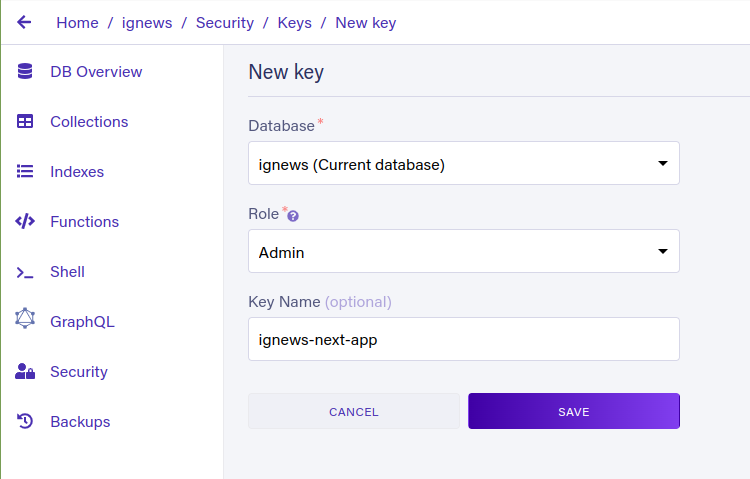 Home / ignews / Security / Keys / New key
DB Overview
Collections
Indexes
Functions
Shell
GraphQL
Security
Backups
New key
Database *
ignews (Current database)
Role * ?
Admin
Key Name (optional)
ignews-next-app
CANCEL SAVE